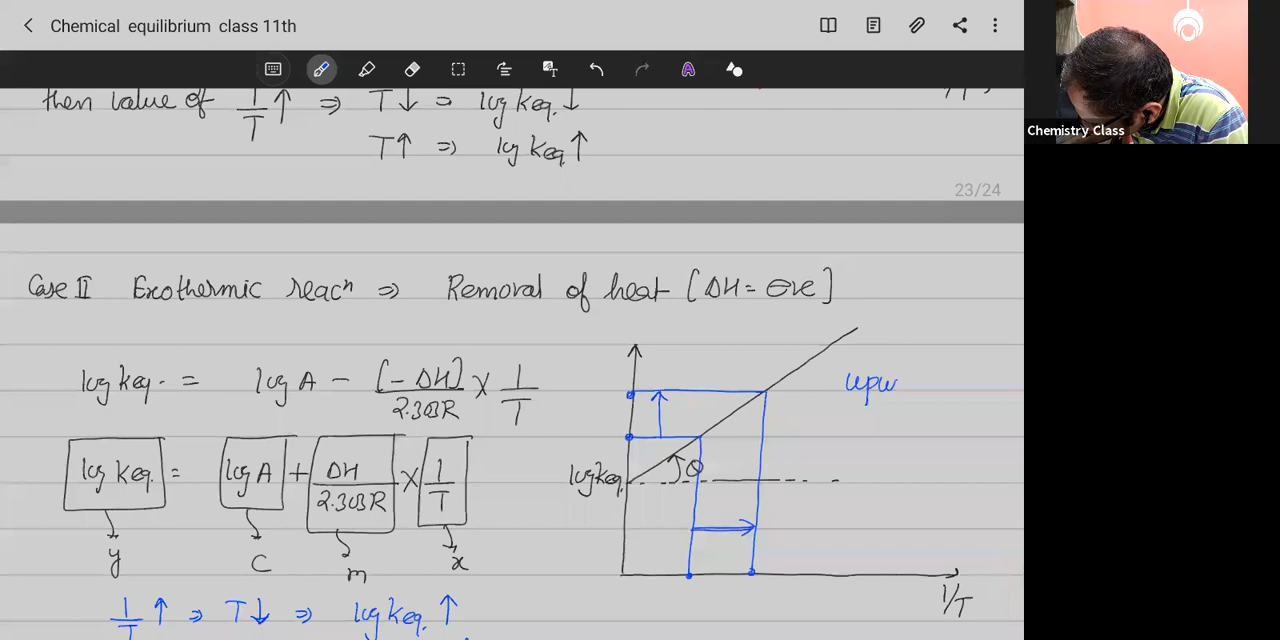 Chemical equilibrium class 11th
Chemistry Class
then value of 1/T ↑ ⇒ T↓ ⇒ log Keq. ↓
T↑ ⇒ log Keq ↑
23/24
Case II Exothermic reacⁿ ⇒ Removal of heat [ΔH = ⊖ve]
log Keq. = log A - [-ΔH]/2.303R × 1/T
log Keq. = log A + ΔH/2.303R × 1/T
y C m x
1/T ↑ ⇒ T↓ ⇒ log Keq. ↑
upw
log Keq.
θ
1/T